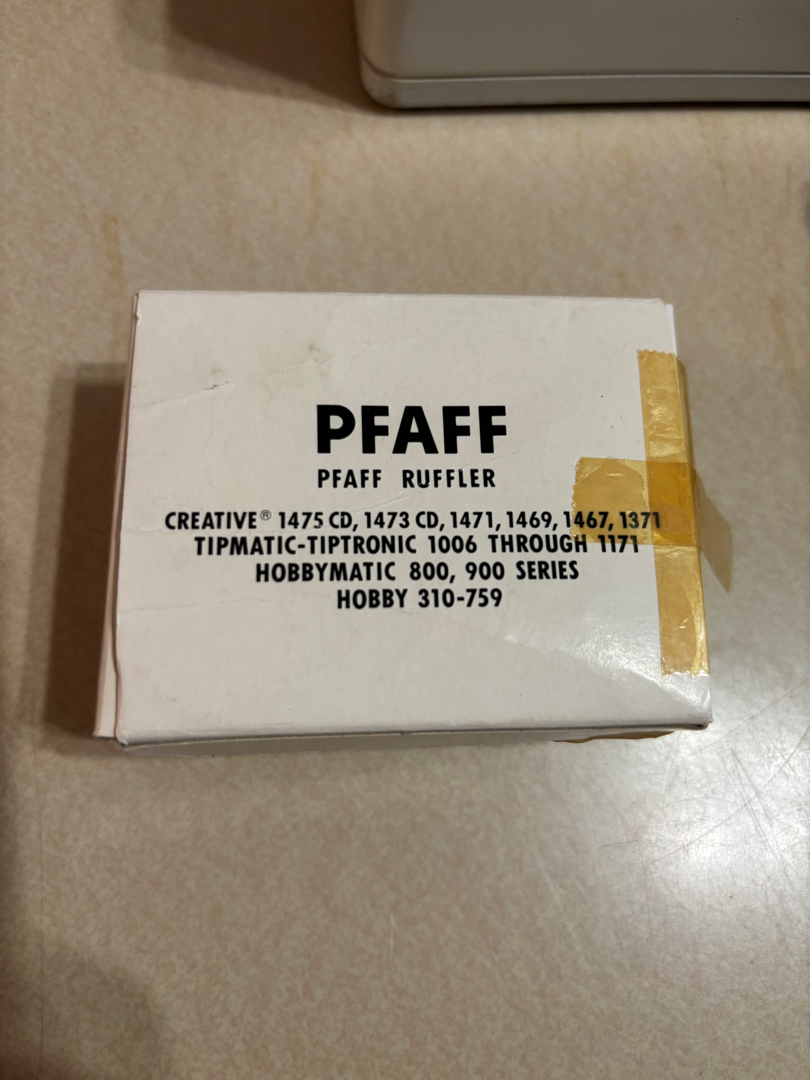 PFAFF
PFAFF RUFFLER
CREATIVE® 1475 CD, 1473 CD, 1471, 1469, 1467, 1371
TIPMATIC-TIPTRONIC 1006 THROUGH 1171
HOBBYMATIC 800, 900 SERIES
HOBBY 310-759